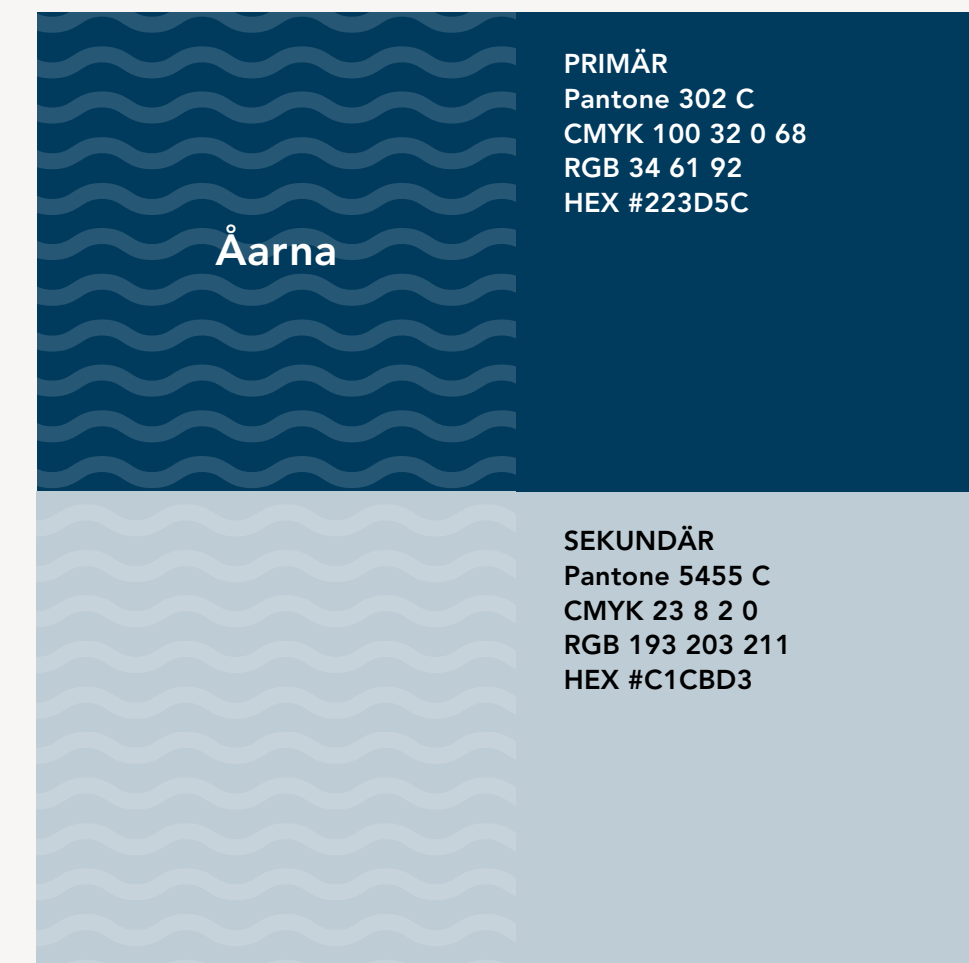 Åarna
PRIMÄR
Pantone 302 C
CMYK 100 32 0 68
RGB 34 61 92
HEX #223D5C
SEKUNDÄR
Pantone 5455 C
CMYK 23 8 2 0
RGB 193 203 211
HEX #C1CBD3